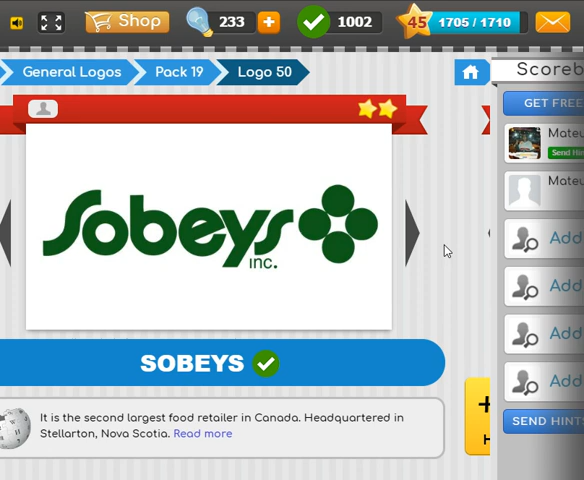 Shop
233
1002
45
1705 / 1710
General Logos
Pack 19
Logo 50
Scoreb
GET FREE
Mateu
Send Hin
Mateu
Sobeys
inc.
Add
Add
Add
Add
SOBEYS
It is the second largest food retailer in Canada. Headquartered in
Stellarton, Nova Scotia. Read more
+
H
SEND HINTS